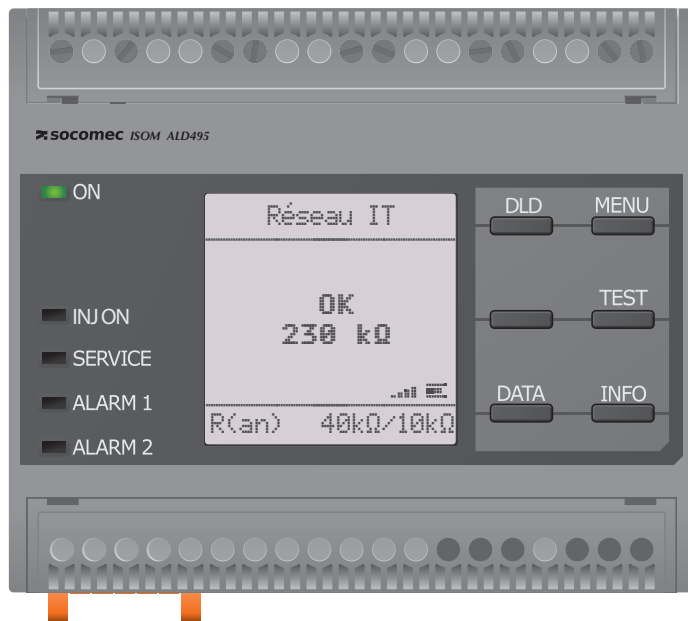 socomec ISOM ALD495
ON
Réseau IT
DLD MENU
OK
230 kΩ
INJ ON
TEST
SERVICE
ALARM 1
DATA INFO
R(an) 40kΩ/10kΩ
ALARM 2